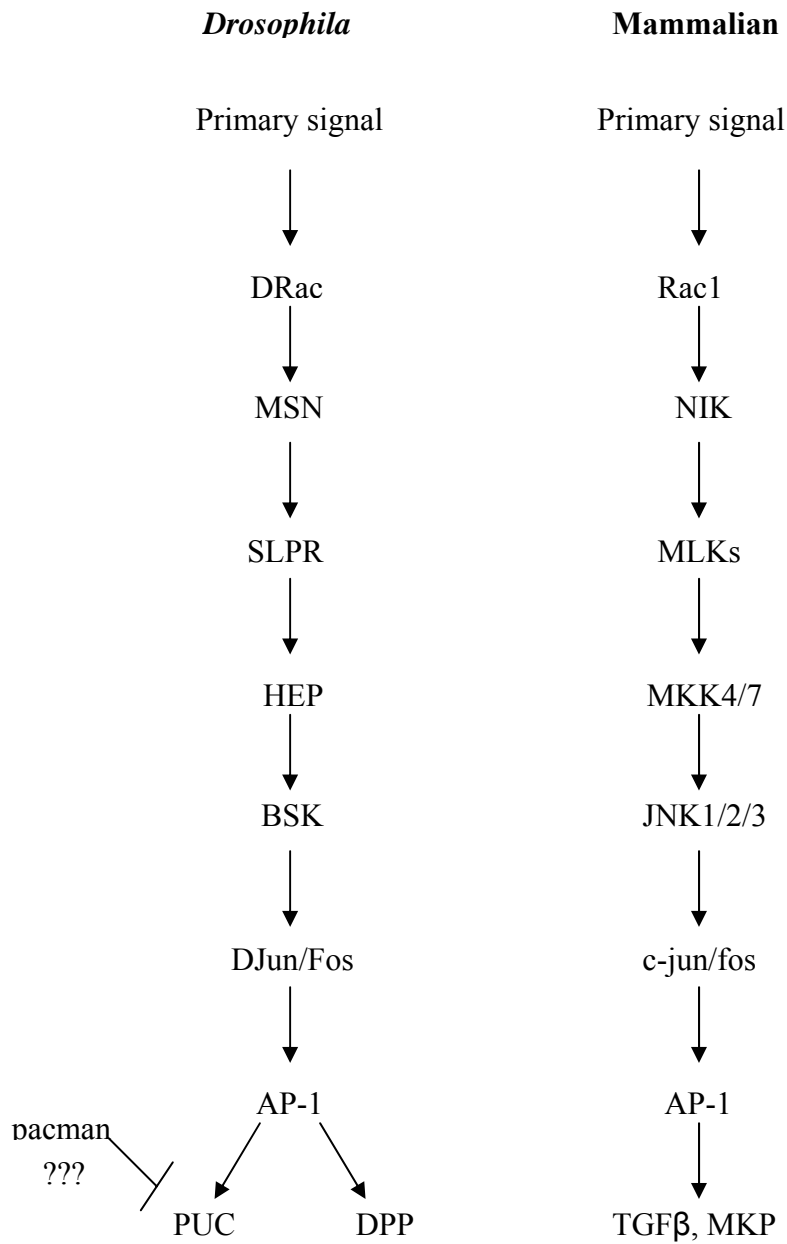 Drosophila Mammalian
Primary signal Primary signal
DRac Rac1
MSN NIK
SLPR MLKs
HEP MKK4/7
BSK JNK1/2/3
DJun/Fos c-jun/fos
AP-1 AP-1
pacman
???
PUC DPP TGFβ, MKP